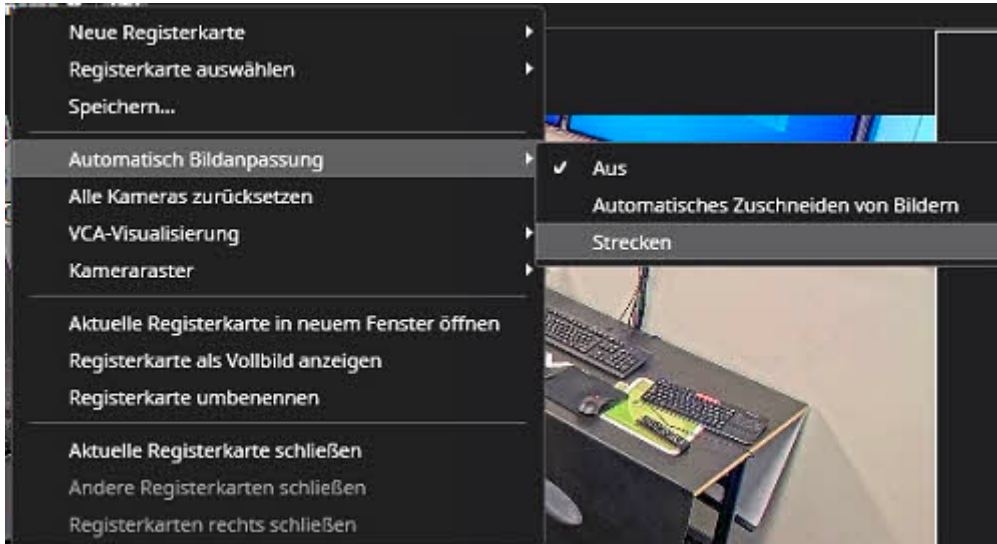 Neue Registerkarte
Registerkarte auswählen
Speichern...
Automatisch Bildanpassung
Alle Kameras zurücksetzen
VCA-Visualisierung
Kameraraster
Aktuelle Registerkarte in neuem Fenster öffnen
Registerkarte als Vollbild anzeigen
Registerkarte umbenennen
Aktuelle Registerkarte schließen
Andere Registerkarten schließen
Registerkarten rechts schließen
Aus
Automatisches Zuschneiden von Bildern
Strecken